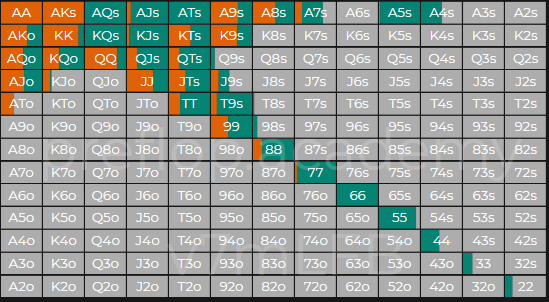 AA AKs AQs AJs ATs A9s A8s A7s A6s A5s A4s A3s A2s
AKo KK KQs KJs KTs K9s K8s K7s K6s K5s K4s K3s K2s
AQo KQo QQ QJs QTs Q9s Q8s Q7s Q6s Q5s Q4s Q3s Q2s
AJo KJo QJo JJ JTs J9s J8s J7s J6s J5s J4s J3s J2s
ATo KTo QTo JTo TT T9s T8s T7s T6s T5s T4s T3s T2s
A9o K9o Q9o J9o T9o 99 98s 97s 96s 95s 94s 93s 92s
A8o K8o Q8o J8o T8o 98o 88 87s 86s 85s 84s 83s 82s
preflop.academy
A7o K7o Q7o J7o T7o 97o 87o 77 76s 75s 74s 73s 72s
A6o K6o Q6o J6o T6o 96o 86o 76o 66 65s 64s 63s 62s
A5o K5o Q5o J5o T5o 95o 85o 75o 65o 55 54s 53s 52s
A4o K4o Q4o J4o T4o 94o 84o 74o 64o 54o 44 43s 42s
A3o K3o Q3o J3o T3o 93o 83o 73o 63o 53o 43o 33 32s
A2o K2o Q2o J2o T2o 92o 82o 72o 62o 52o 42o 32o 22